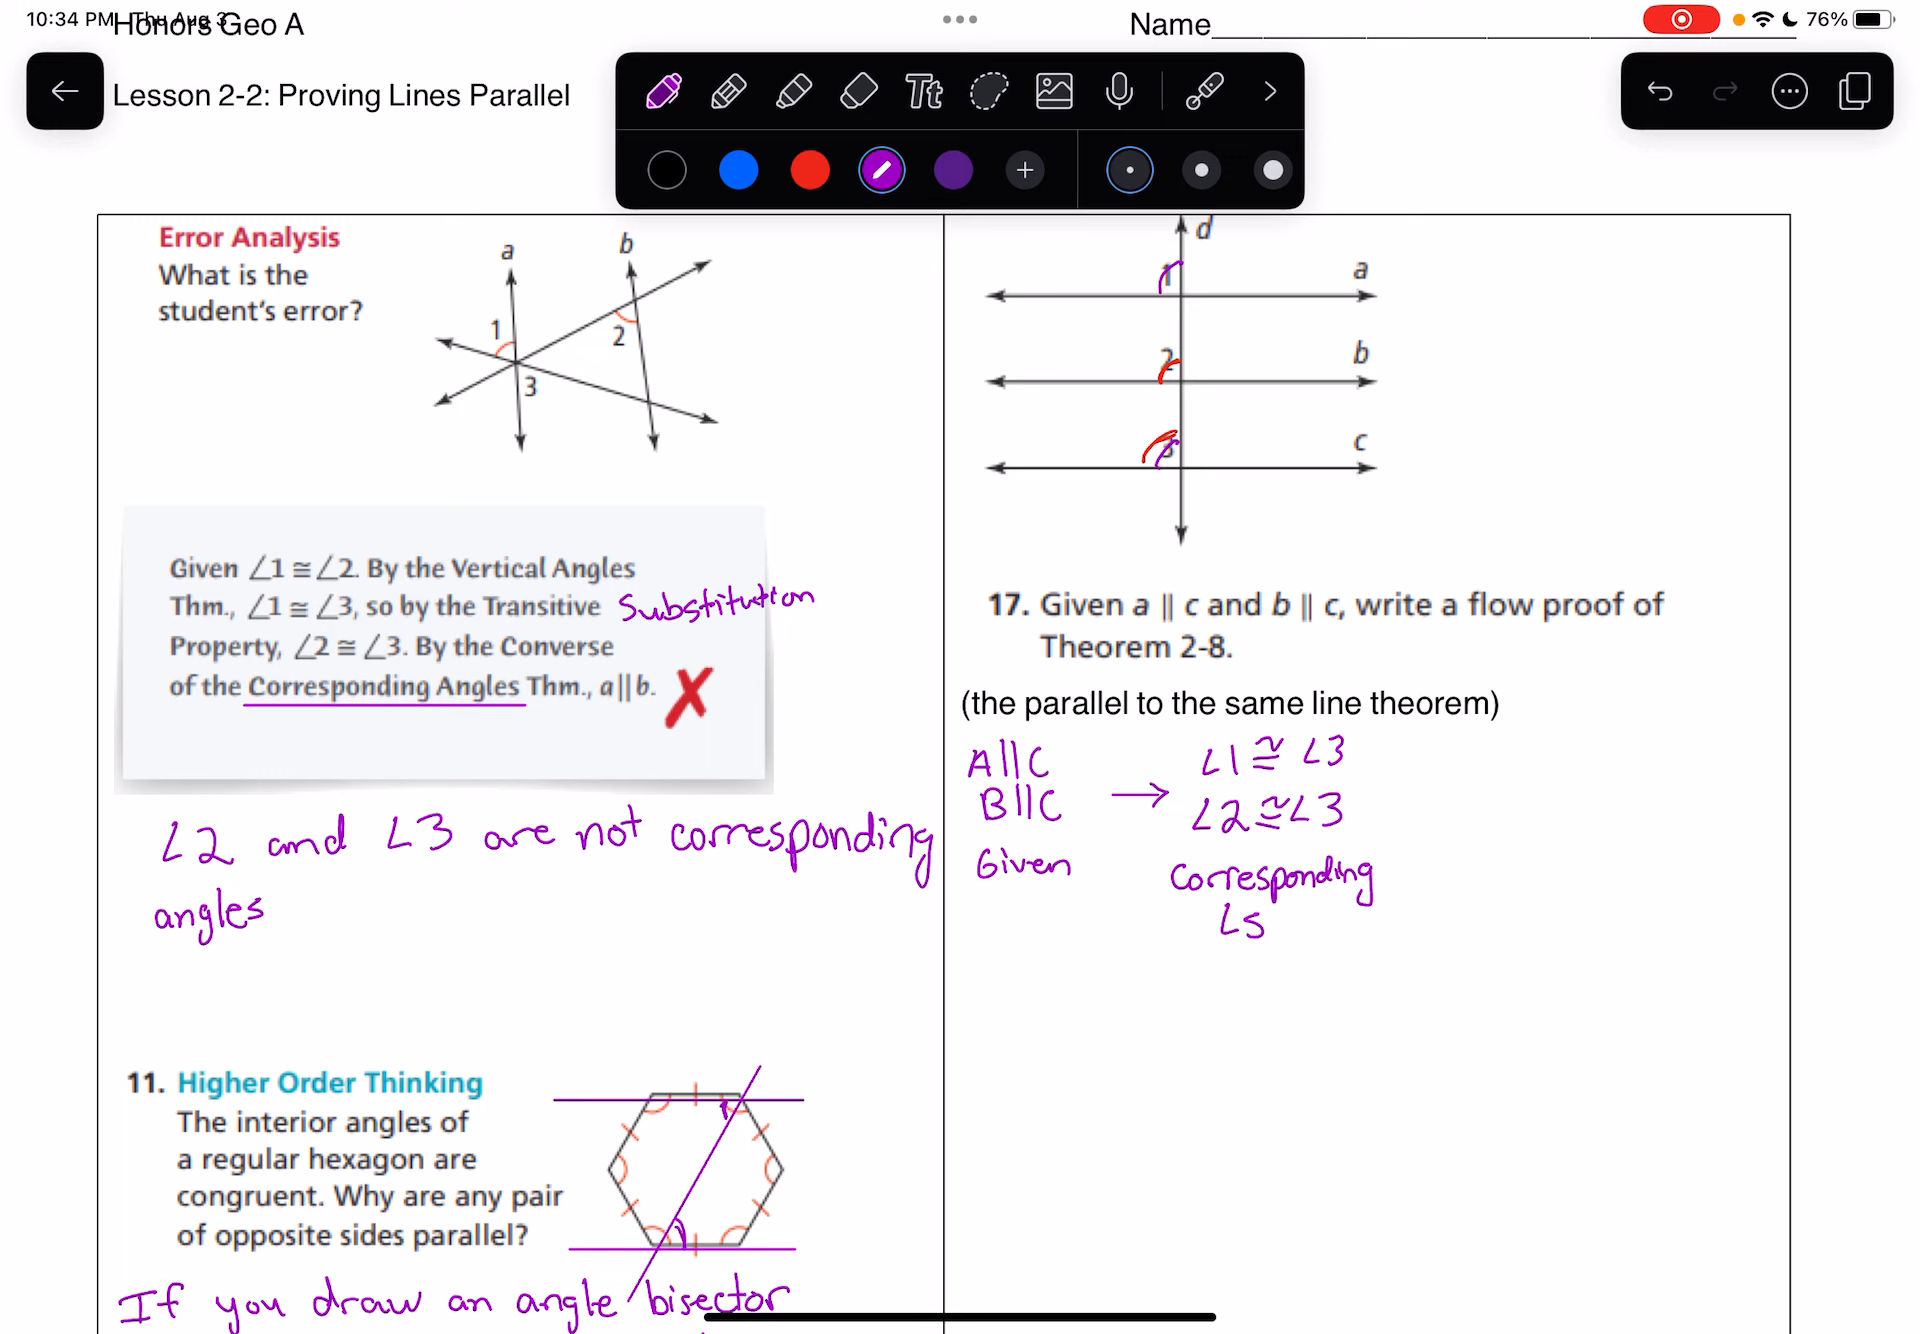 10:34 PM Thu Aug 3
Honors Geo A
Name
76%
Lesson 2-2: Proving Lines Parallel
Tt
Error Analysis
What is the
student's error?
a
b
1
2
3
Given ∠1 ≅ ∠2. By the Vertical Angles
Thm., ∠1 ≅ ∠3, so by the Transitive Substitution
Property, ∠2 ≅ ∠3. By the Converse
of the Corresponding Angles Thm., a || b. ✗
∠2 and ∠3 are not corresponding
angles
11. Higher Order Thinking
The interior angles of
a regular hexagon are
congruent. Why are any pair
of opposite sides parallel?
If you draw an angle bisector
d
1
a
2
b
3
c
17. Given a || c and b || c, write a flow proof of
Theorem 2-8.
(the parallel to the same line theorem)
A||C → ∠1 ≅ ∠3
B||C ∠2 ≅ ∠3
Given Corresponding
∠s